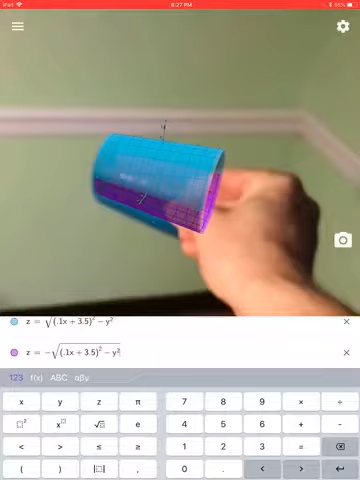 iPad 8:27 PM
z
y
z = √(.1x + 3.5)² − y²
z = −√(.1x + 3.5)² − y²
123 f(x) ABC αβγ
x y z π 7 8 9 × ÷
□² x□ √□ e 4 5 6 + -
< > ≤ ≥ 1 2 3 =
( ) |□| , 0 . < >